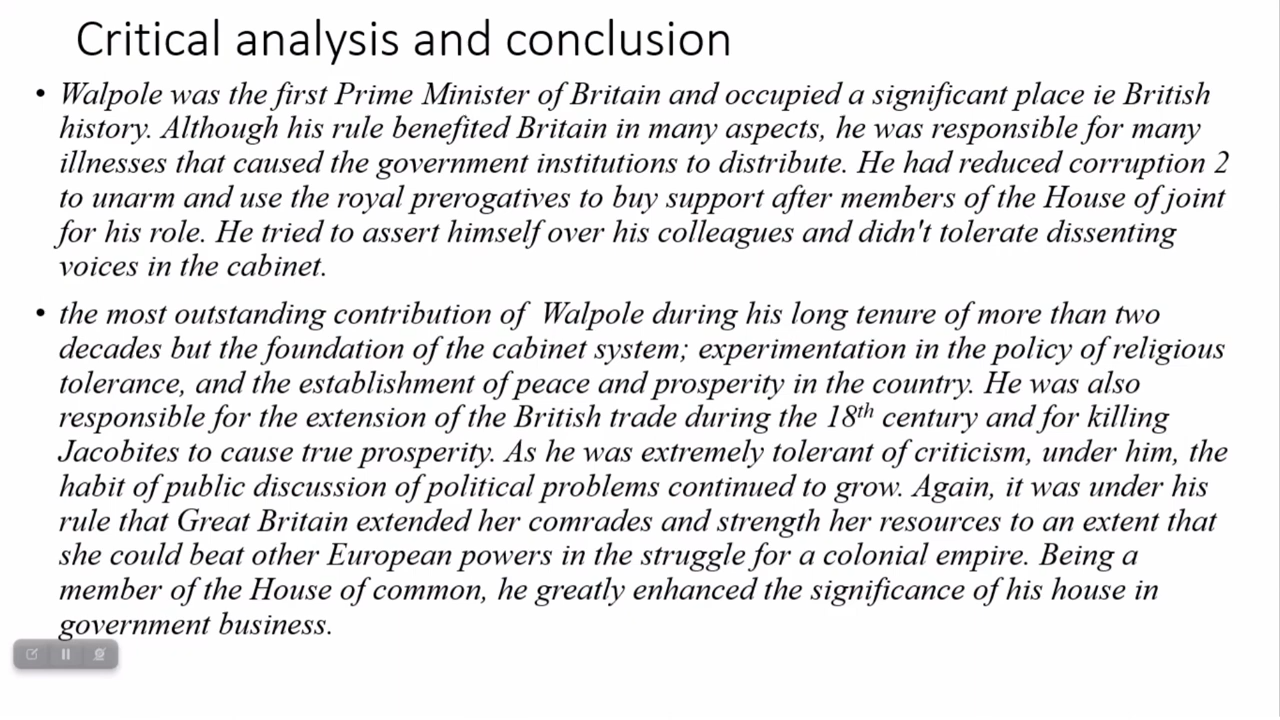 Critical analysis and conclusion
• Walpole was the first Prime Minister of Britain and occupied a significant place ie British
history. Although his rule benefited Britain in many aspects, he was responsible for many
illnesses that caused the government institutions to distribute. He had reduced corruption 2
to unarm and use the royal prerogatives to buy support after members of the House of joint
for his role. He tried to assert himself over his colleagues and didn't tolerate dissenting
voices in the cabinet.
• the most outstanding contribution of Walpole during his long tenure of more than two
decades but the foundation of the cabinet system; experimentation in the policy of religious
tolerance, and the establishment of peace and prosperity in the country. He was also
responsible for the extension of the British trade during the 18th century and for killing
Jacobites to cause true prosperity. As he was extremely tolerant of criticism, under him, the
habit of public discussion of political problems continued to grow. Again, it was under his
rule that Great Britain extended her comrades and strength her resources to an extent that
she could beat other European powers in the struggle for a colonial empire. Being a
member of the House of common, he greatly enhanced the significance of his house in
government business.